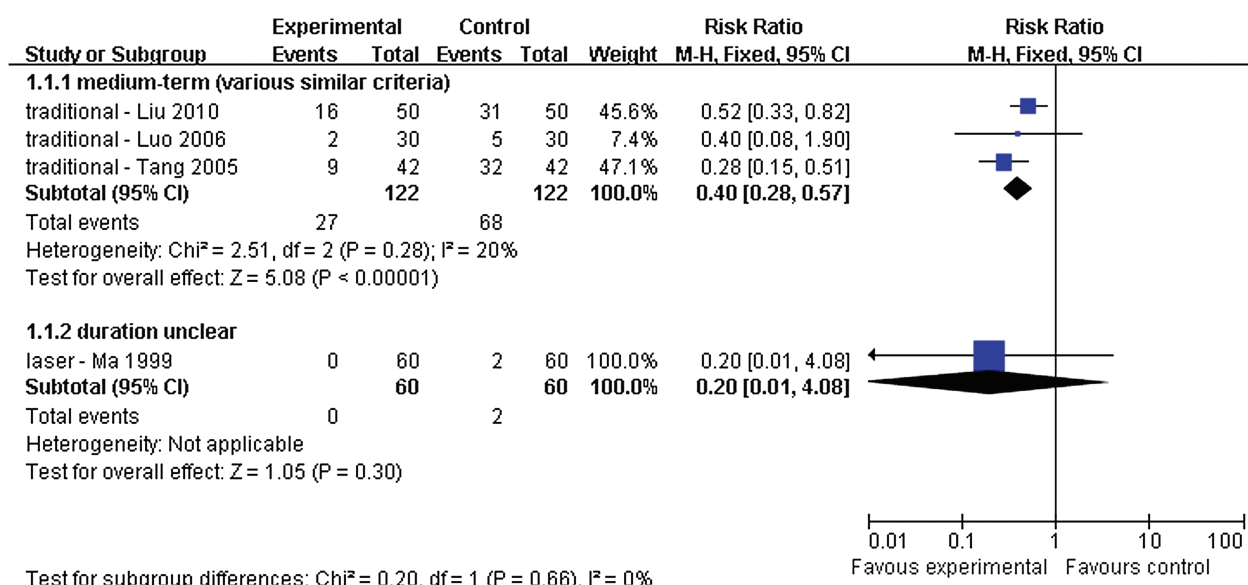 Experimental Control Risk Ratio Risk Ratio
Study or Subgroup Events Total Events Total Weight M-H, Fixed, 95% CI M-H, Fixed, 95% CI
1.1.1 medium-term (various similar criteria)
traditional - Liu 2010 16 50 31 50 45.6% 0.52 [0.33, 0.82]
traditional - Luo 2006 2 30 5 30 7.4% 0.40 [0.08, 1.90]
traditional - Tang 2005 9 42 32 42 47.1% 0.28 [0.15, 0.51]
Subtotal (95% CI) 122 122 100.0% 0.40 [0.28, 0.57]
Total events 27 68
Heterogeneity: Chi² = 2.51, df = 2 (P = 0.28); I² = 20%
Test for overall effect: Z = 5.08 (P < 0.00001)
1.1.2 duration unclear
laser - Ma 1999 0 60 2 60 100.0% 0.20 [0.01, 4.08]
Subtotal (95% CI) 60 60 100.0% 0.20 [0.01, 4.08]
Total events 0 2
Heterogeneity: Not applicable
Test for overall effect: Z = 1.05 (P = 0.30)
0.01 0.1 1 10 100
Favous experimental Favours control
Test for subgroup differences: Chi² = 0.20, df = 1 (P = 0.66), I² = 0%